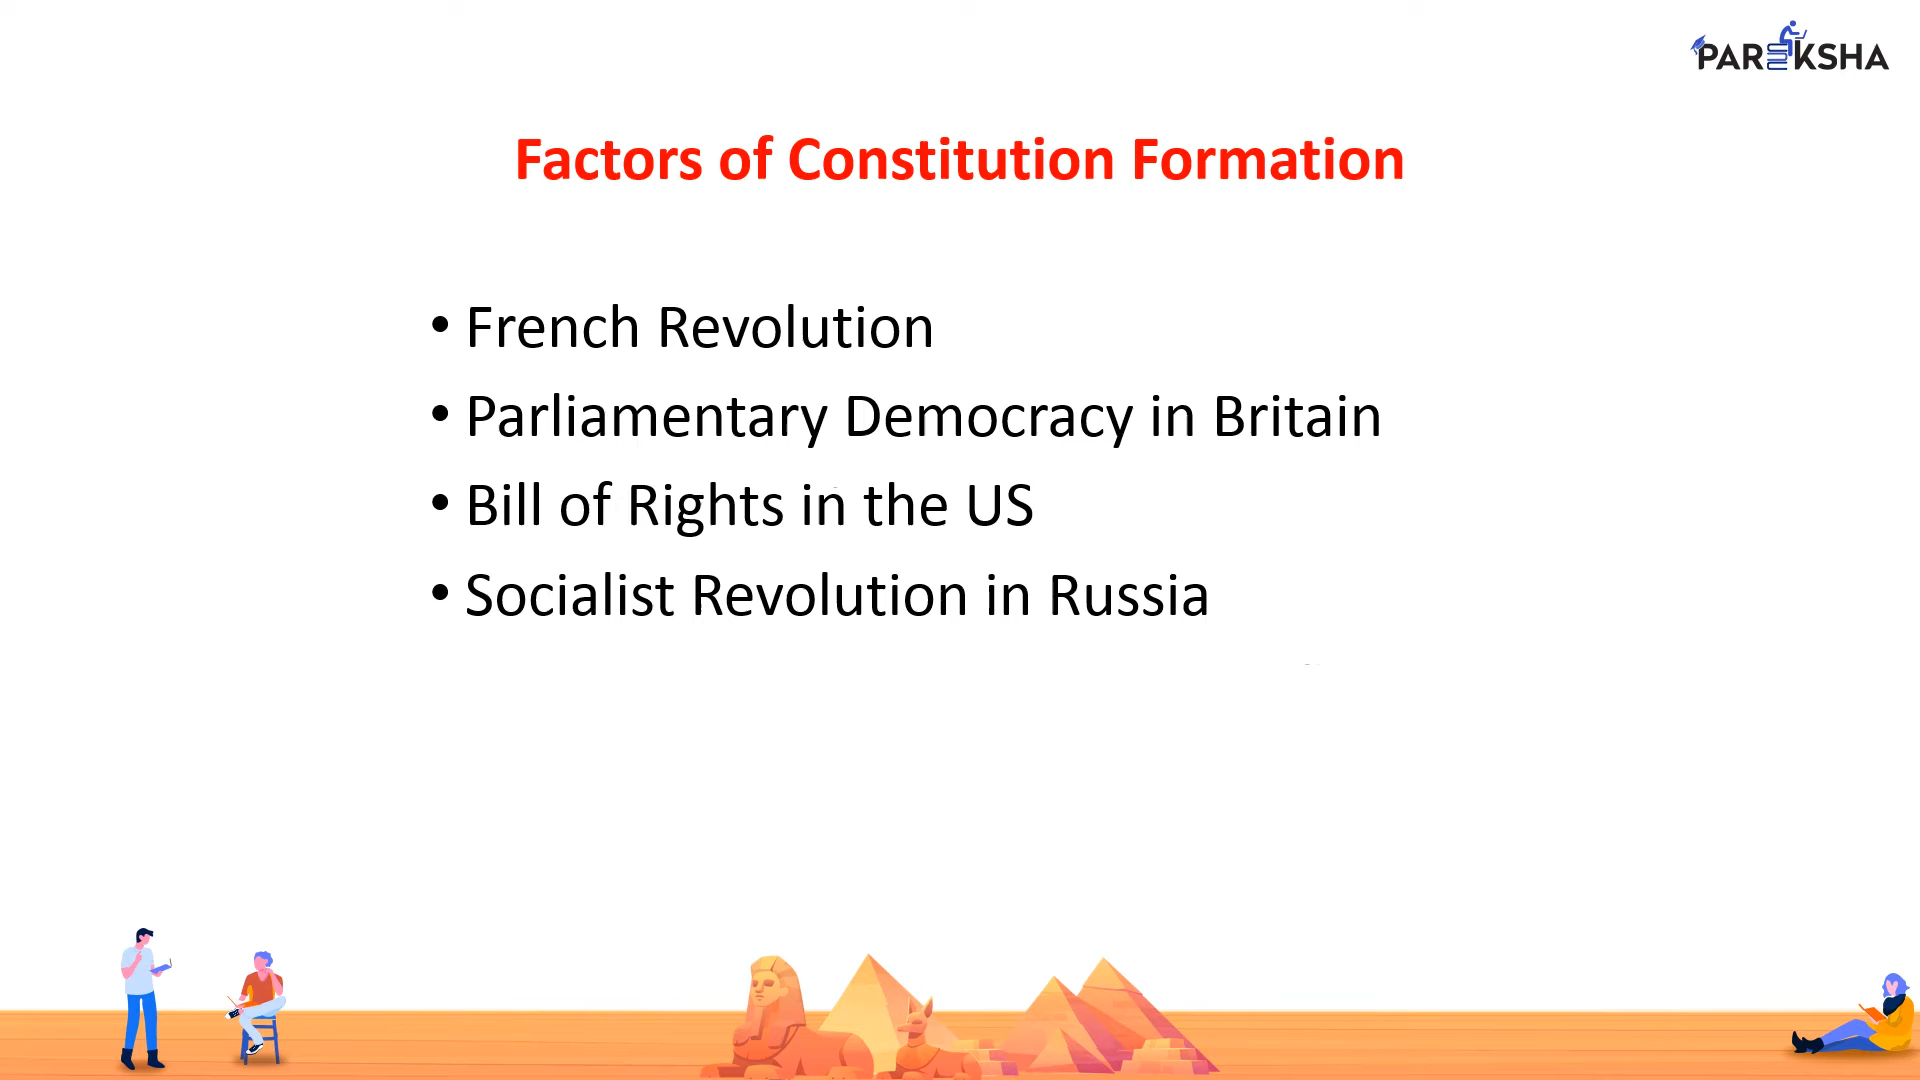 PAREEKSHA
Factors of Constitution Formation
• French Revolution
• Parliamentary Democracy in Britain
• Bill of Rights in the US
• Socialist Revolution in Russia